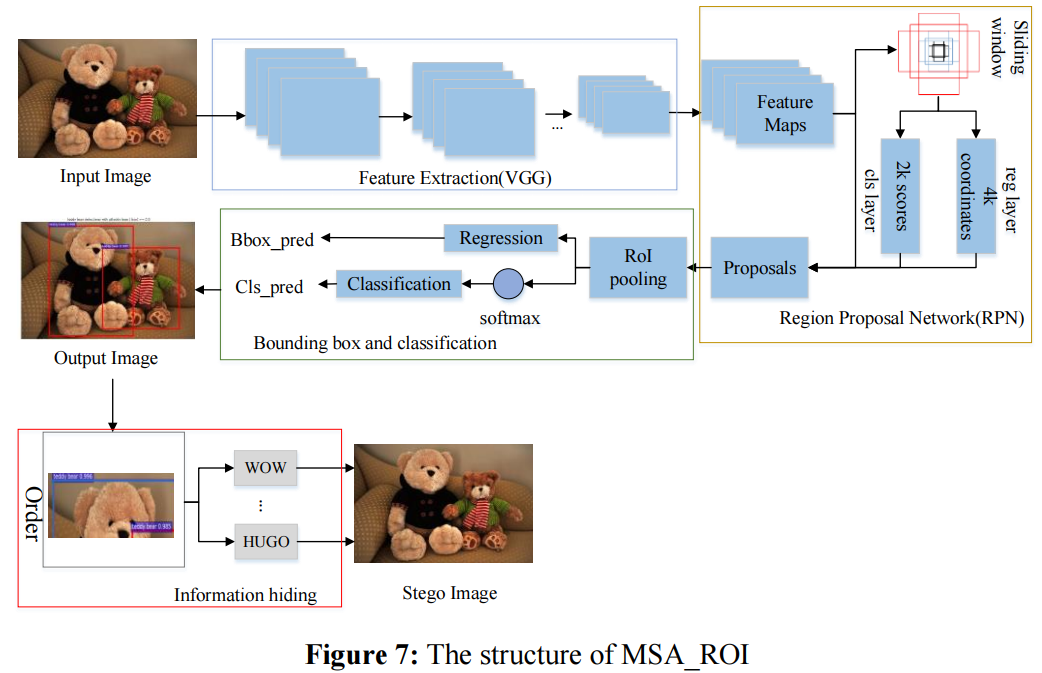 Sliding
window
Feature
Maps
...
Input Image
Feature Extraction(VGG)
2k scores
cls layer
4k
coordinates
reg layer
Bbox_pred
Regression
RoI
pooling
Proposals
Cls_pred
Classification
softmax
Region Proposal Network(RPN)
Bounding box and classification
Output Image
Order
teddy bear 0.996
teddy bear 0.985
WOW
...
HUGO
Information hiding
Stego Image
Figure 7: The structure of MSA_ROI